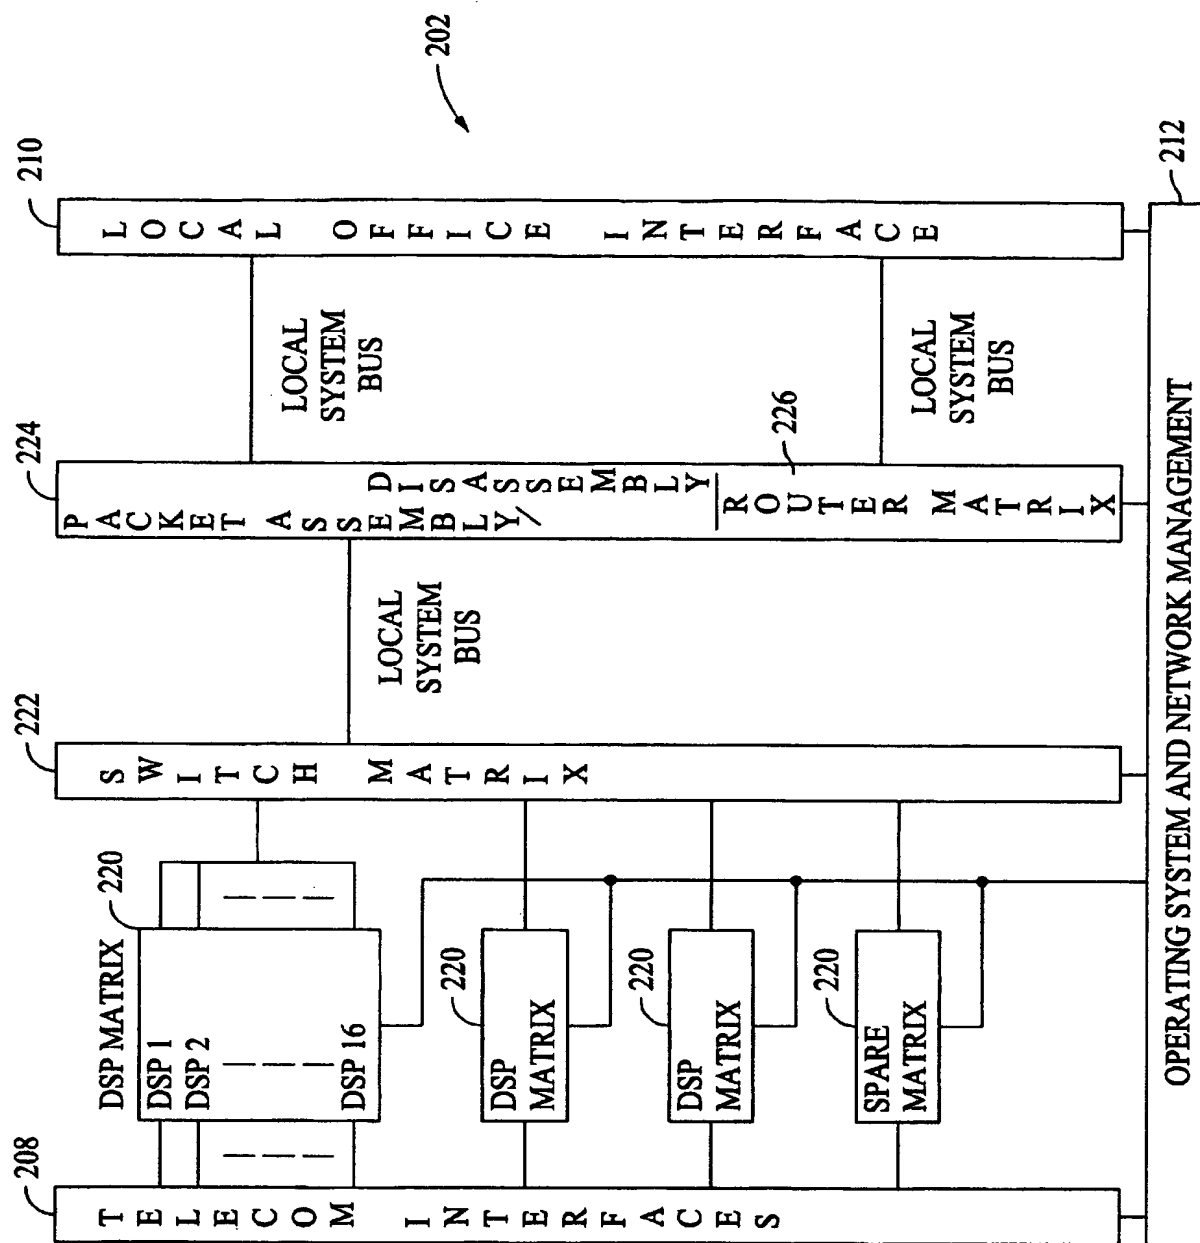 202
208
TELECOM INTERFACES
DSP MATRIX
220
DSP 1
DSP 2
DSP 16
220
DSP
MATRIX
220
DSP
MATRIX
220
SPARE
MATRIX
222
SWITCH MATRIX
LOCAL
SYSTEM
BUS
224
PACKET ASSEMBLY/
DISASSEMBLY
ROUTER MATRIX
226
LOCAL
SYSTEM
BUS
LOCAL
SYSTEM
BUS
210
LOCAL OFFICE INTERFACE
212
OPERATING SYSTEM AND NETWORK MANAGEMENT